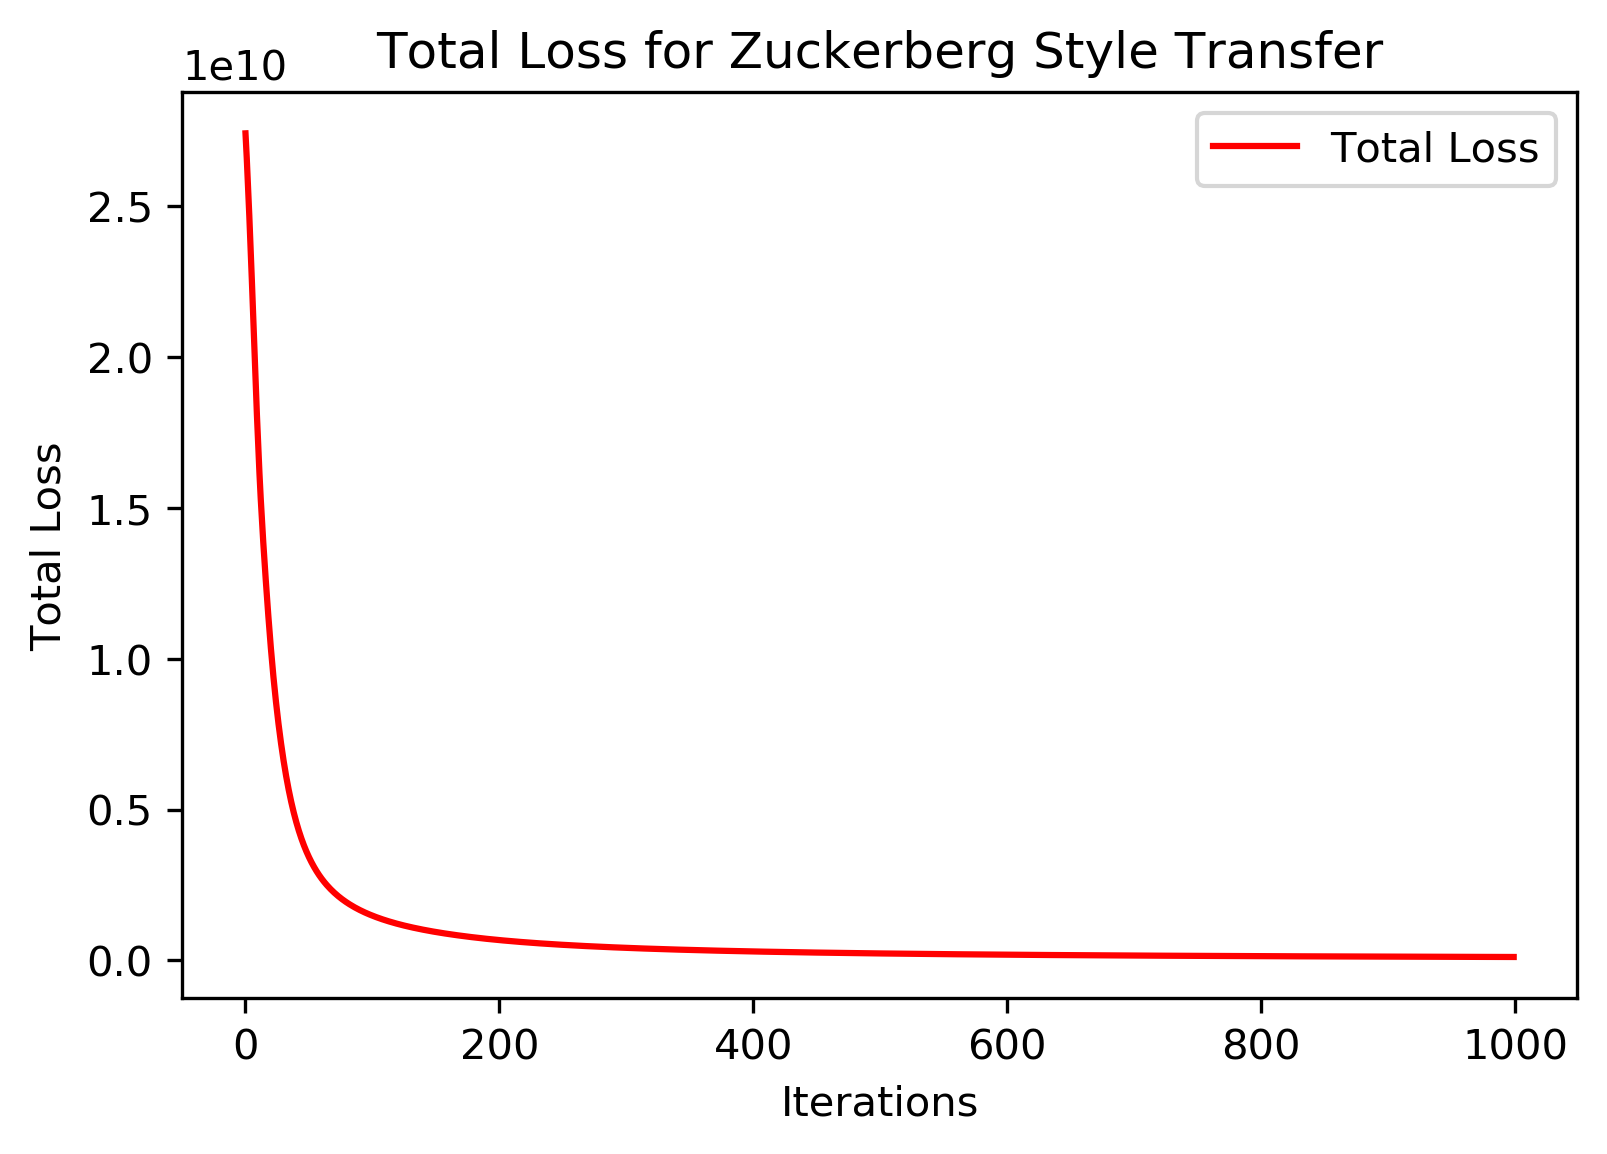 Total Loss for Zuckerberg Style Transfer
1e10
Total Loss
2.5
2.0
1.5
1.0
0.5
0.0
Total Loss
0 200 400 600 800 1000
Iterations